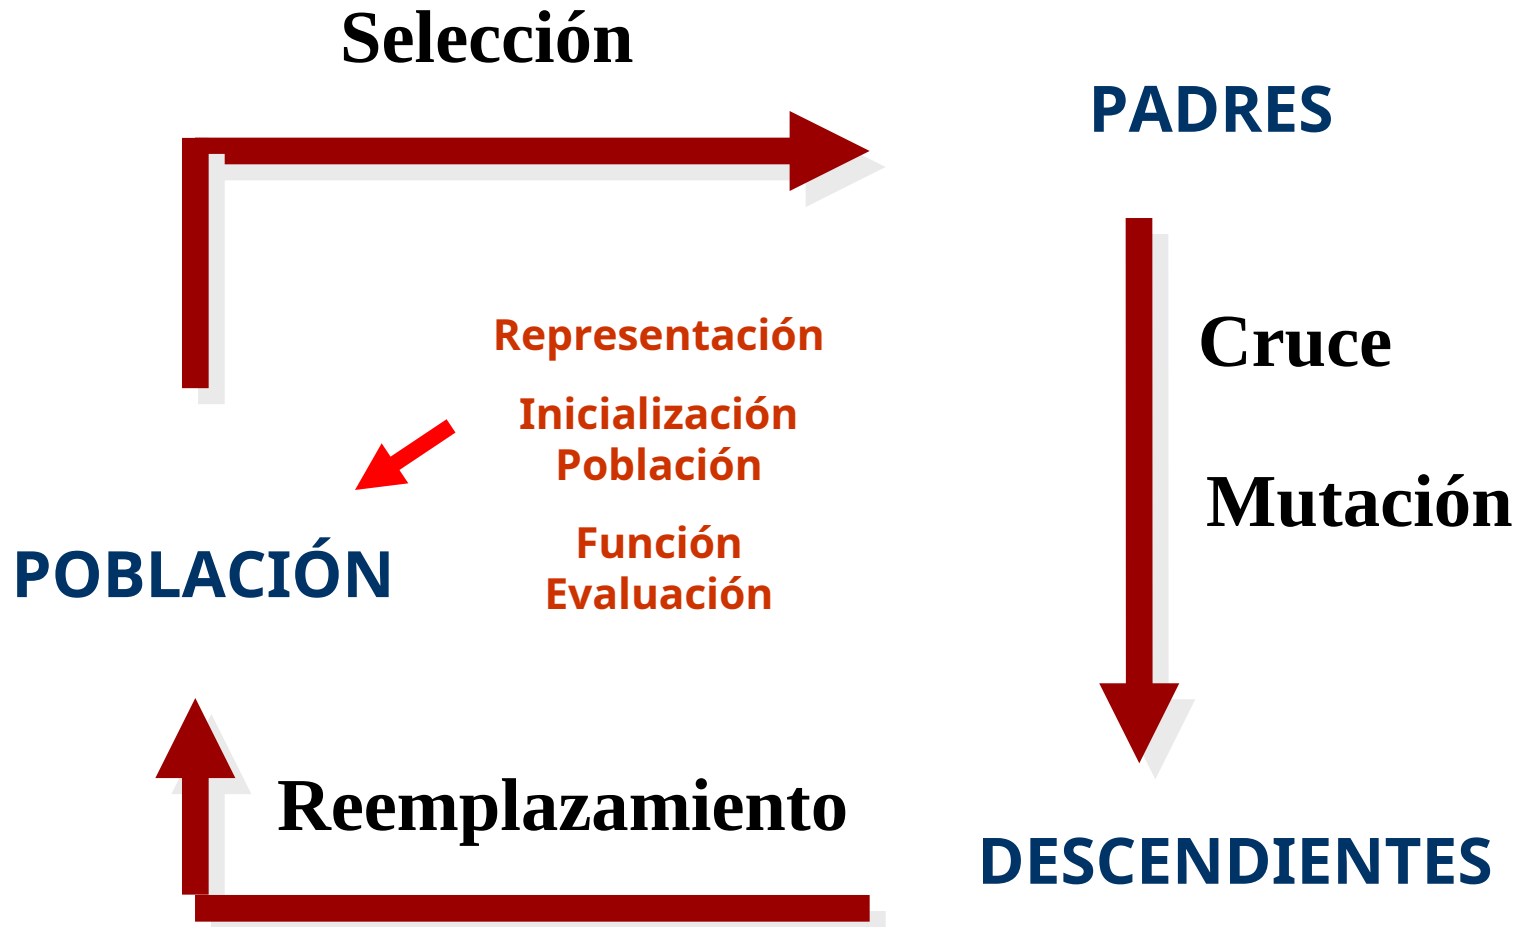 Selección
PADRES
Representación
Cruce
Inicialización
Población
Mutación
Función
POBLACIÓN
Evaluación
Reemplazamiento
DESCENDIENTES